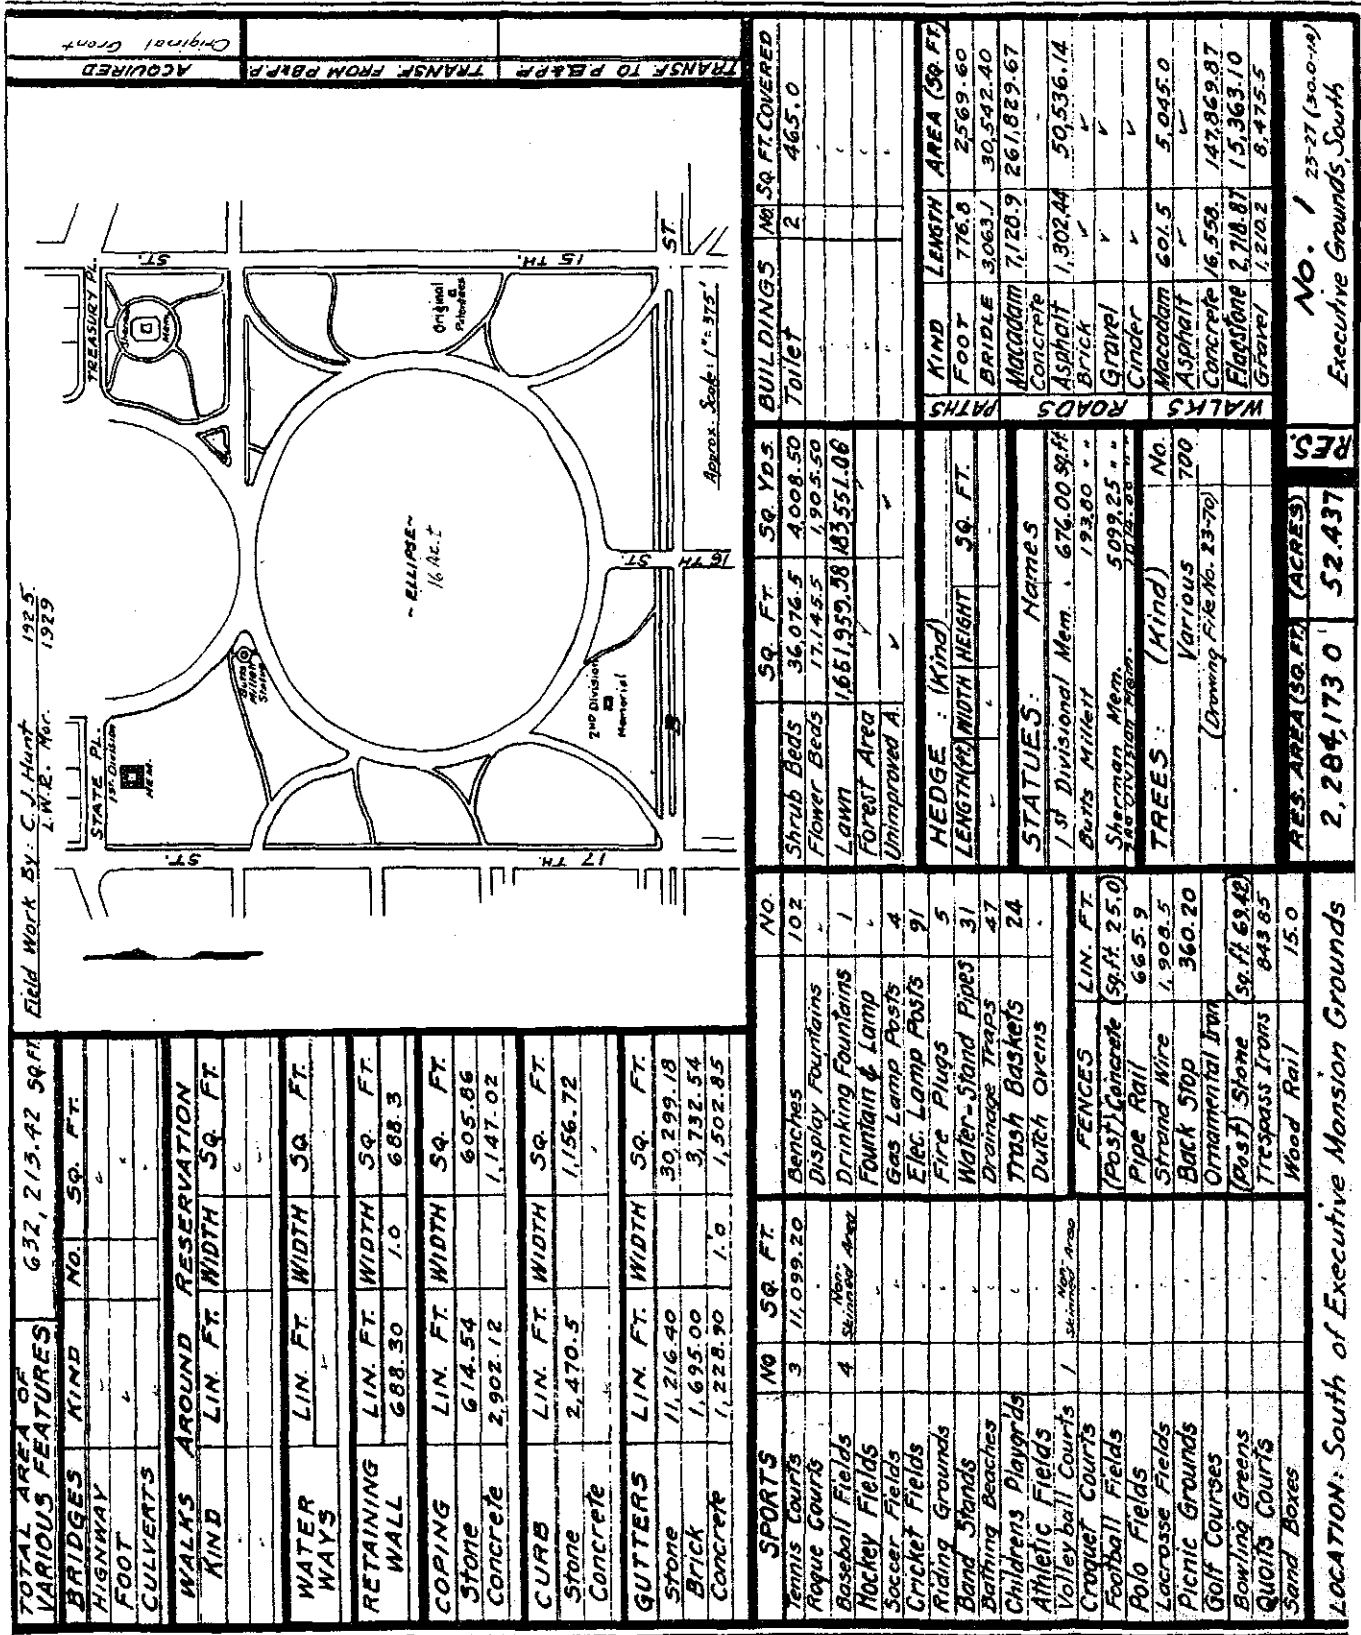 TOTAL AREA OF VARIOUS FEATURES 632,213.42 SQ.FT.
BRIDGES KIND NO. SQ. FT.
HIGHWAY
FOOT
CULVERTS
WALKS AROUND RESERVATION
KIND LIN. FT. WIDTH SQ. FT.
WATER WAYS LIN. FT. WIDTH SQ. FT.
RETAINING WALL LIN. FT. WIDTH SQ. FT.
688.30 1.0 688.3
COPING LIN. FT. WIDTH SQ. FT.
Stone 614.54 605.86
Concrete 2,902.12 1,147.02
CURB LIN. FT. WIDTH SQ. FT.
Stone 2,470.5 1,156.72
Concrete
GUTTERS LIN. FT. WIDTH SQ. FT.
Stone 11,216.40 30,299.18
Brick 1,695.00 3,732.54
Concrete 1,228.90 1.0 1,502.85
Field Work By: C.J. Hunt 1925
L.W.R. Mar. 1929
STATE PL.
1st Division
MEM.
TREASURY PL.
Sherman
Mem.
ST.
ST.
Butts
Millett
Statue
~ELLIPSE~
16 Ac.±
Original
Patentees
15 TH
17 TH
2ND Division
Memorial
B
ST.
16 TH
ST.
Approx. Scale: 1"=375'
ACQUIRED
Original Grant
TRANSF. FROM P.B.&P.P.
TRANSF. TO P.B.&P.P.
SPORTS NO SQ. FT.
Tennis Courts 3 11,099.20
Roque Courts
Baseball Fields 4 Non-Skinned Area
Hockey Fields
Soccer Fields
Cricket Fields
Riding Grounds
Band Stands
Bathing Beaches
Childrens Playgr'ds
Athletic Fields
Volley ball Courts 1 Non-Skinned Area
Croquet Courts
Football Fields
Polo Fields
Lacrosse Fields
Picnic Grounds
Golf Courses
Bowling Greens
Quoits Courts
Sand Boxes
NO.
Benches 102
Display Fountains
Drinking Fountains 1
Fountain & Lamp
Gas Lamp Posts 4
Elec. Lamp Posts 91
Fire Plugs 5
Water-Stand Pipes 31
Drainage Traps 47
Trash Baskets 24
Dutch Ovens
FENCES LIN. FT.
(Post) Concrete (sq.ft. 25.0)
Pipe Rail 665.9
Strand Wire 1,908.5
Back Stop 360.20
Ornamental Iron
(Post) Stone (sq.ft. 69.42)
Trespass Irons 843.85
Wood Rail 15.0
SQ. FT. SQ. YDS.
Shrub Beds 36,076.5 4,008.50
Flower Beds 17,145.5 1,905.50
Lawn 1,651,959.58 183,551.06
Forest Area
Unimproved A.
HEDGE: (Kind)
LENGTH(Ft.) WIDTH HEIGHT SQ. FT.
STATUES: Names
1st Divisional Mem. 676.00 sq.ft.
Butts Millett 193.80 " "
Sherman Mem. 5099.25 " "
2nd Division Mem.
TREES: (Kind) No.
Various 700
(Drawing File No. 23-70)
BUILDINGS No. SQ. FT. COVERED
Toilet 2 465.0
KIND LENGTH AREA (SQ. FT.)
PATHS
FOOT 776.8 2569.60
BRIDLE 3,063.1 30,542.40
ROADS
Macadam 7,128.9 261,829.67
Concrete
Asphalt 1,302.44 50,536.14
Brick
Gravel
Cinder
WALKS
Macadam 601.5 5,045.0
Asphalt
Concrete 16,558. 147,869.87
Flagstone 2,718.87 15,363.10
Gravel 1,210.2 8,475.5
LOCATION: South of Executive Mansion Grounds
RES. AREA (SQ. FT.) (ACRES)
2,284,173.0 52.437
RES. No. 1 23-27 (30.0-1A)
Executive Grounds, South